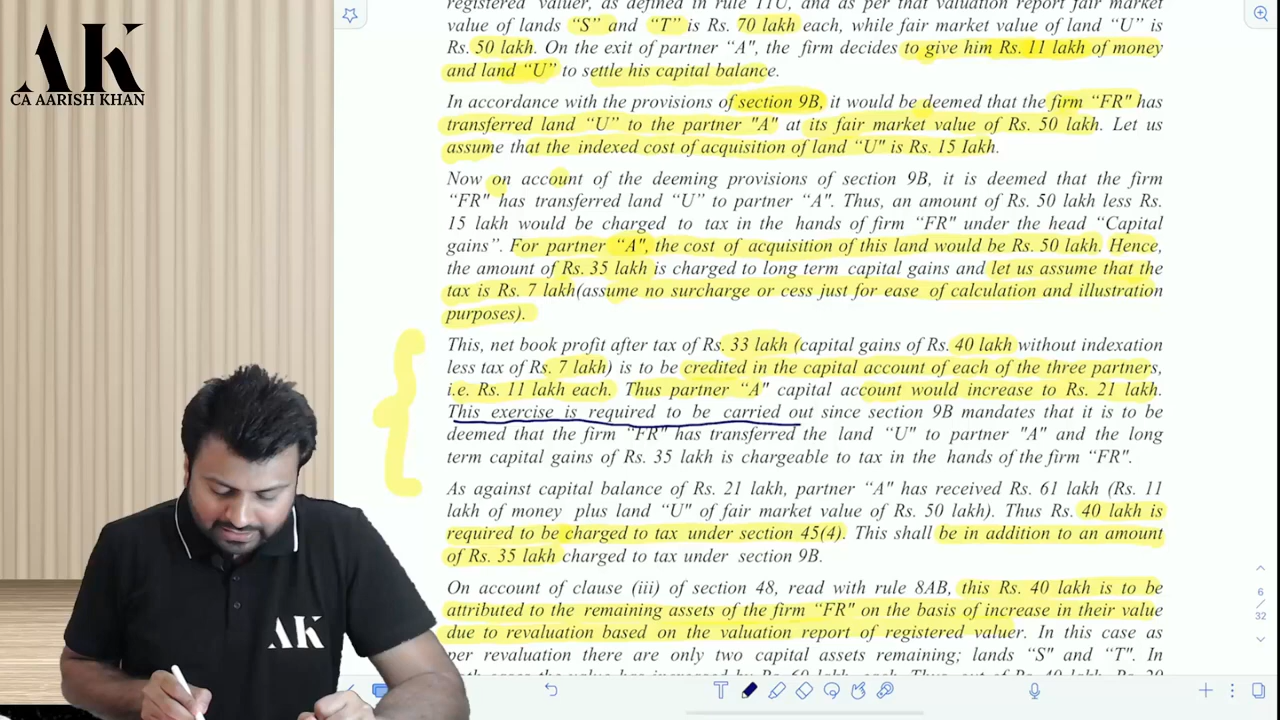 AK
CA AARISH KHAN
registered valuer, as defined in rule 11U, and as per that valuation report fair market
value of lands “S” and “T” is Rs. 70 lakh each, while fair market value of land “U” is
Rs. 50 lakh. On the exit of partner “A”, the firm decides to give him Rs. 11 lakh of money
and land “U” to settle his capital balance.
In accordance with the provisions of section 9B, it would be deemed that the firm “FR” has
transferred land “U” to the partner "A" at its fair market value of Rs. 50 lakh. Let us
assume that the indexed cost of acquisition of land “U" is Rs. 15 Iakh.
Now on account of the deeming provisions of section 9B, it is deemed that the firm
“FR" has transferred land “U” to partner “A". Thus, an amount of Rs. 50 lakh less Rs.
15 lakh would be charged to tax in the hands of firm “FR" under the head “Capital
gains”. For partner “A”, the cost of acquisition of this land would be Rs. 50 lakh. Hence,
the amount of Rs. 35 lakh is charged to long term capital gains and let us assume that the
tax is Rs. 7 lakh(assume no surcharge or cess just for ease of calculation and illustration
purposes).
This, net book profit after tax of Rs. 33 lakh (capital gains of Rs. 40 lakh without indexation
less tax of Rs. 7 lakh) is to be credited in the capital account of each of the three partners,
i.e. Rs. 11 lakh each. Thus partner “A" capital account would increase to Rs. 21 lakh.
This exercise is required to be carried out since section 9B mandates that it is to be
deemed that the firm “FR" has transferred the land "U" to partner "A" and the long
term capital gains of Rs. 35 lakh is chargeable to tax in the hands of the firm “FR".
As against capital balance of Rs. 21 lakh, partner “A" has received Rs. 61 lakh (Rs. 11
lakh of money plus land "U" of fair market value of Rs. 50 lakh). Thus Rs. 40 lakh is
required to be charged to tax under section 45(4). This shall be in addition to an amount
of Rs. 35 lakh charged to tax under section 9B.
On account of clause (iii) of section 48, read with rule 8AB, this Rs. 40 lakh is to be
attributed to the remaining assets of the firm “FR" on the basis of increase in their value
due to revaluation based on the valuation report of registered valuer. In this case as
per revaluation there are only two capital assets remaining; lands “S" and “T". In
6
32
AK